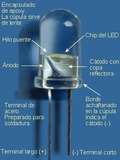 Encapsulado
de epoxy
La cúpula sirve
de lente
Hilo puente
Chip del LED
Ánodo
Cátodo con
copa reflectora
Terminal de
acero
Preparado para
soldadura.
Borde
achaflanado
en la cúpula
indica el
cátodo (-)
Terminal largo (+)
(-) Terminal corto